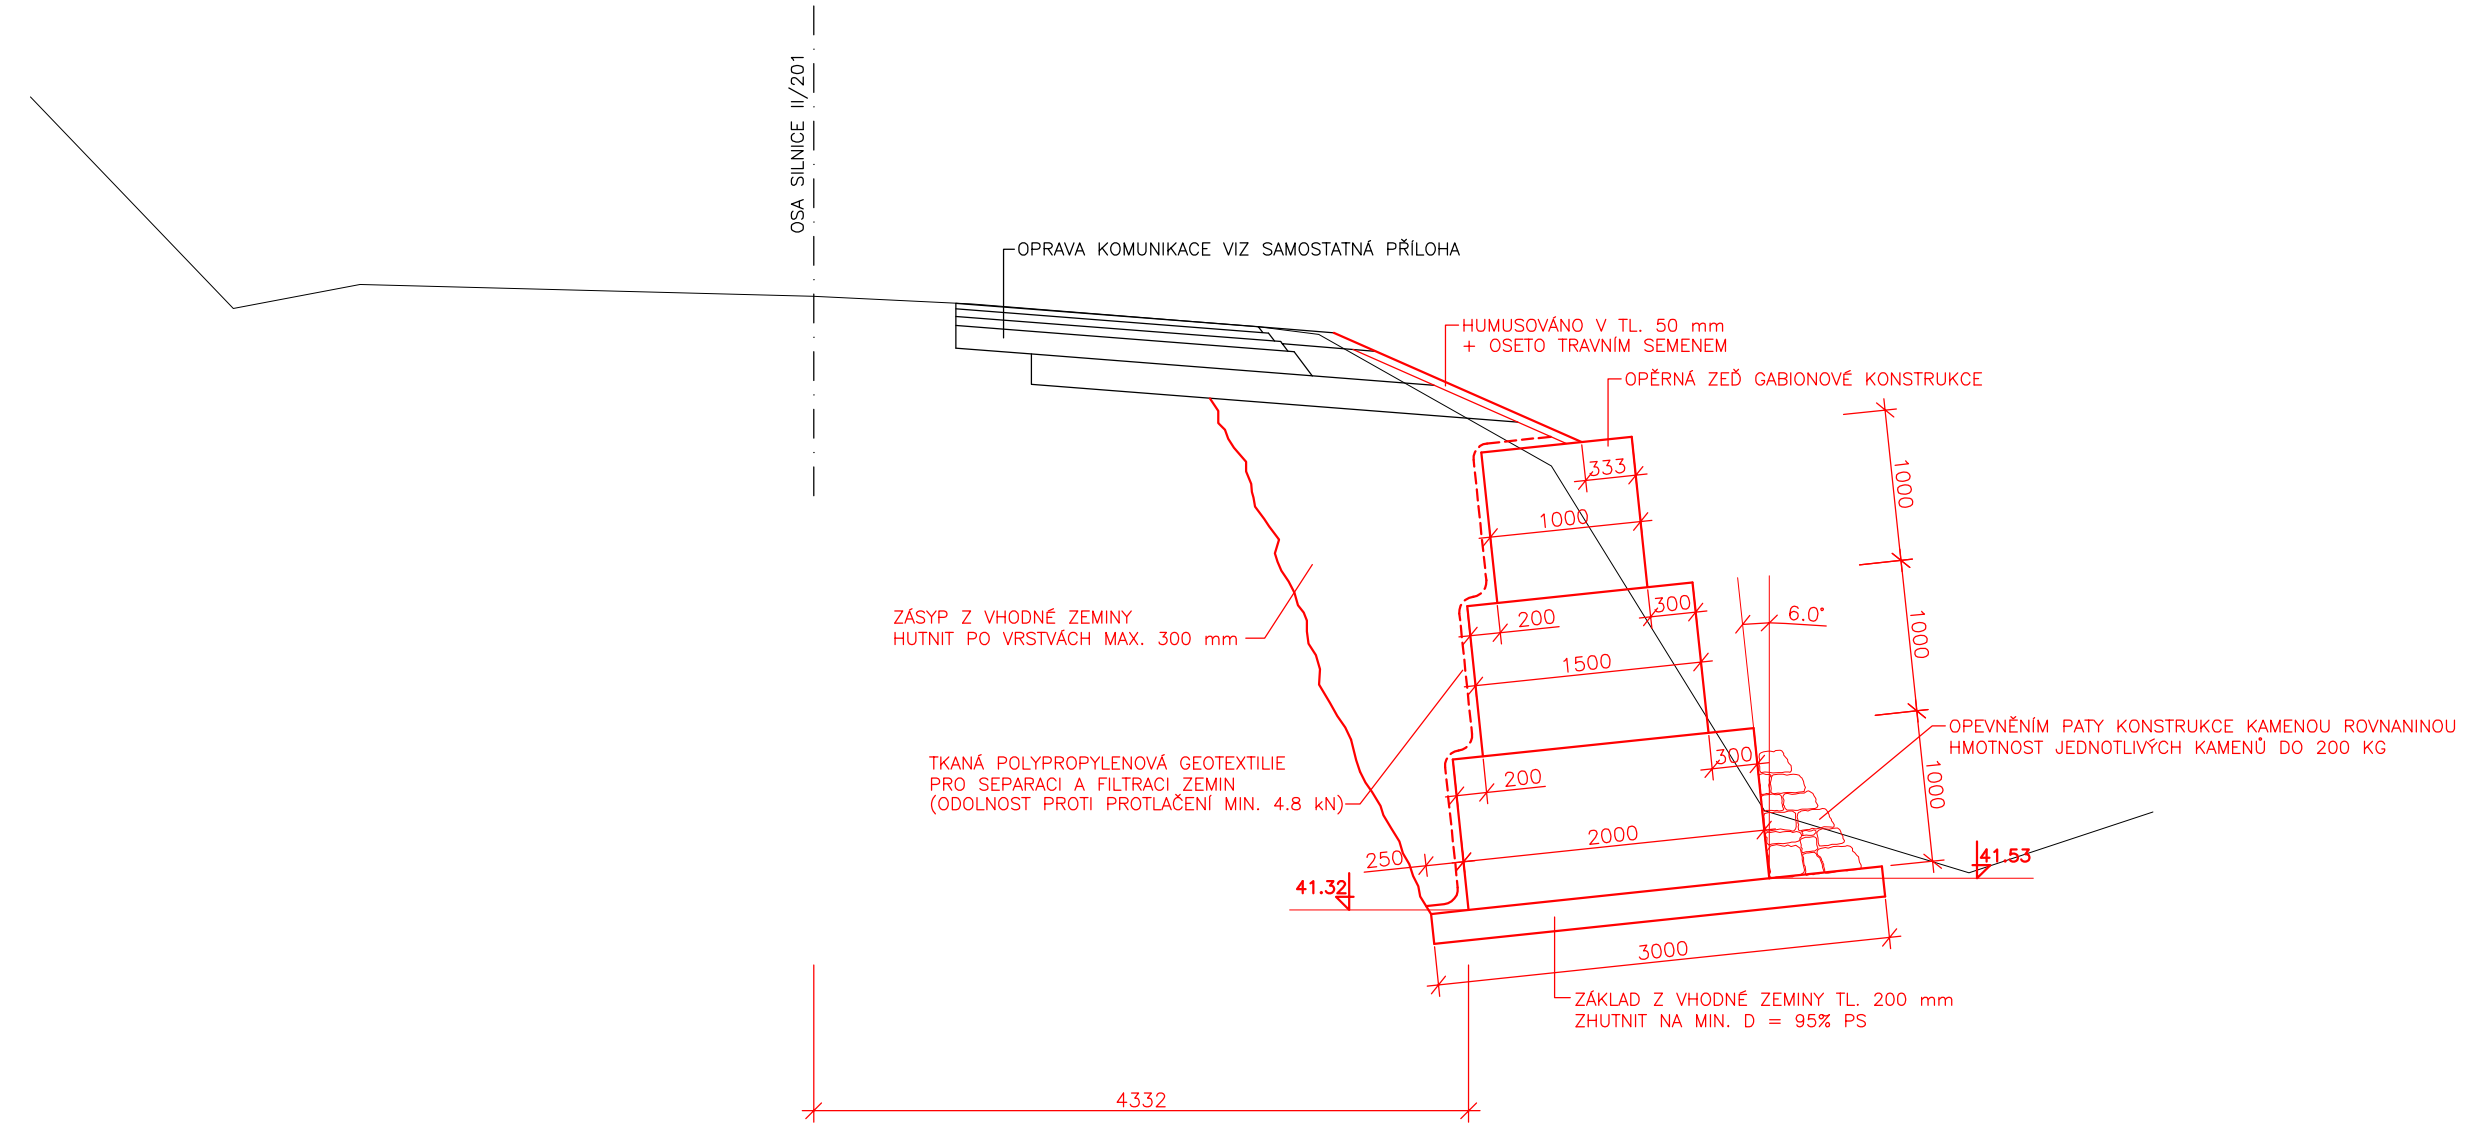 OSA SILNICE II/201
OPRAVA KOMUNIKACE VIZ SAMOSTATNÁ PŘÍLOHA
HUMUSOVÁNO V TL. 50 mm
+ OSETO TRAVNÍM SEMENEM
OPĚRNÁ ZEĎ GABIONOVÉ KONSTRUKCE
333
1000
1000
ZÁSYP Z VHODNÉ ZEMINY
HUTNIT PO VRSTVÁCH MAX. 300 mm
200
300
6.0°
1000
1500
TKANÁ POLYPROPYLENOVÁ GEOTEXTILIE
PRO SEPARACI A FILTRACI ZEMIN
(ODOLNOST PROTI PROTLAČENÍ MIN. 4.8 kN)
200
300
OPEVNĚNÍM PATY KONSTRUKCE KAMENOU ROVNANINOU
HMOTNOST JEDNOTLIVÝCH KAMENŮ DO 200 KG
1000
2000
250
41.32
41.53
3000
ZÁKLAD Z VHODNÉ ZEMINY TL. 200 mm
ZHUTNIT NA MIN. D = 95% PS
4332